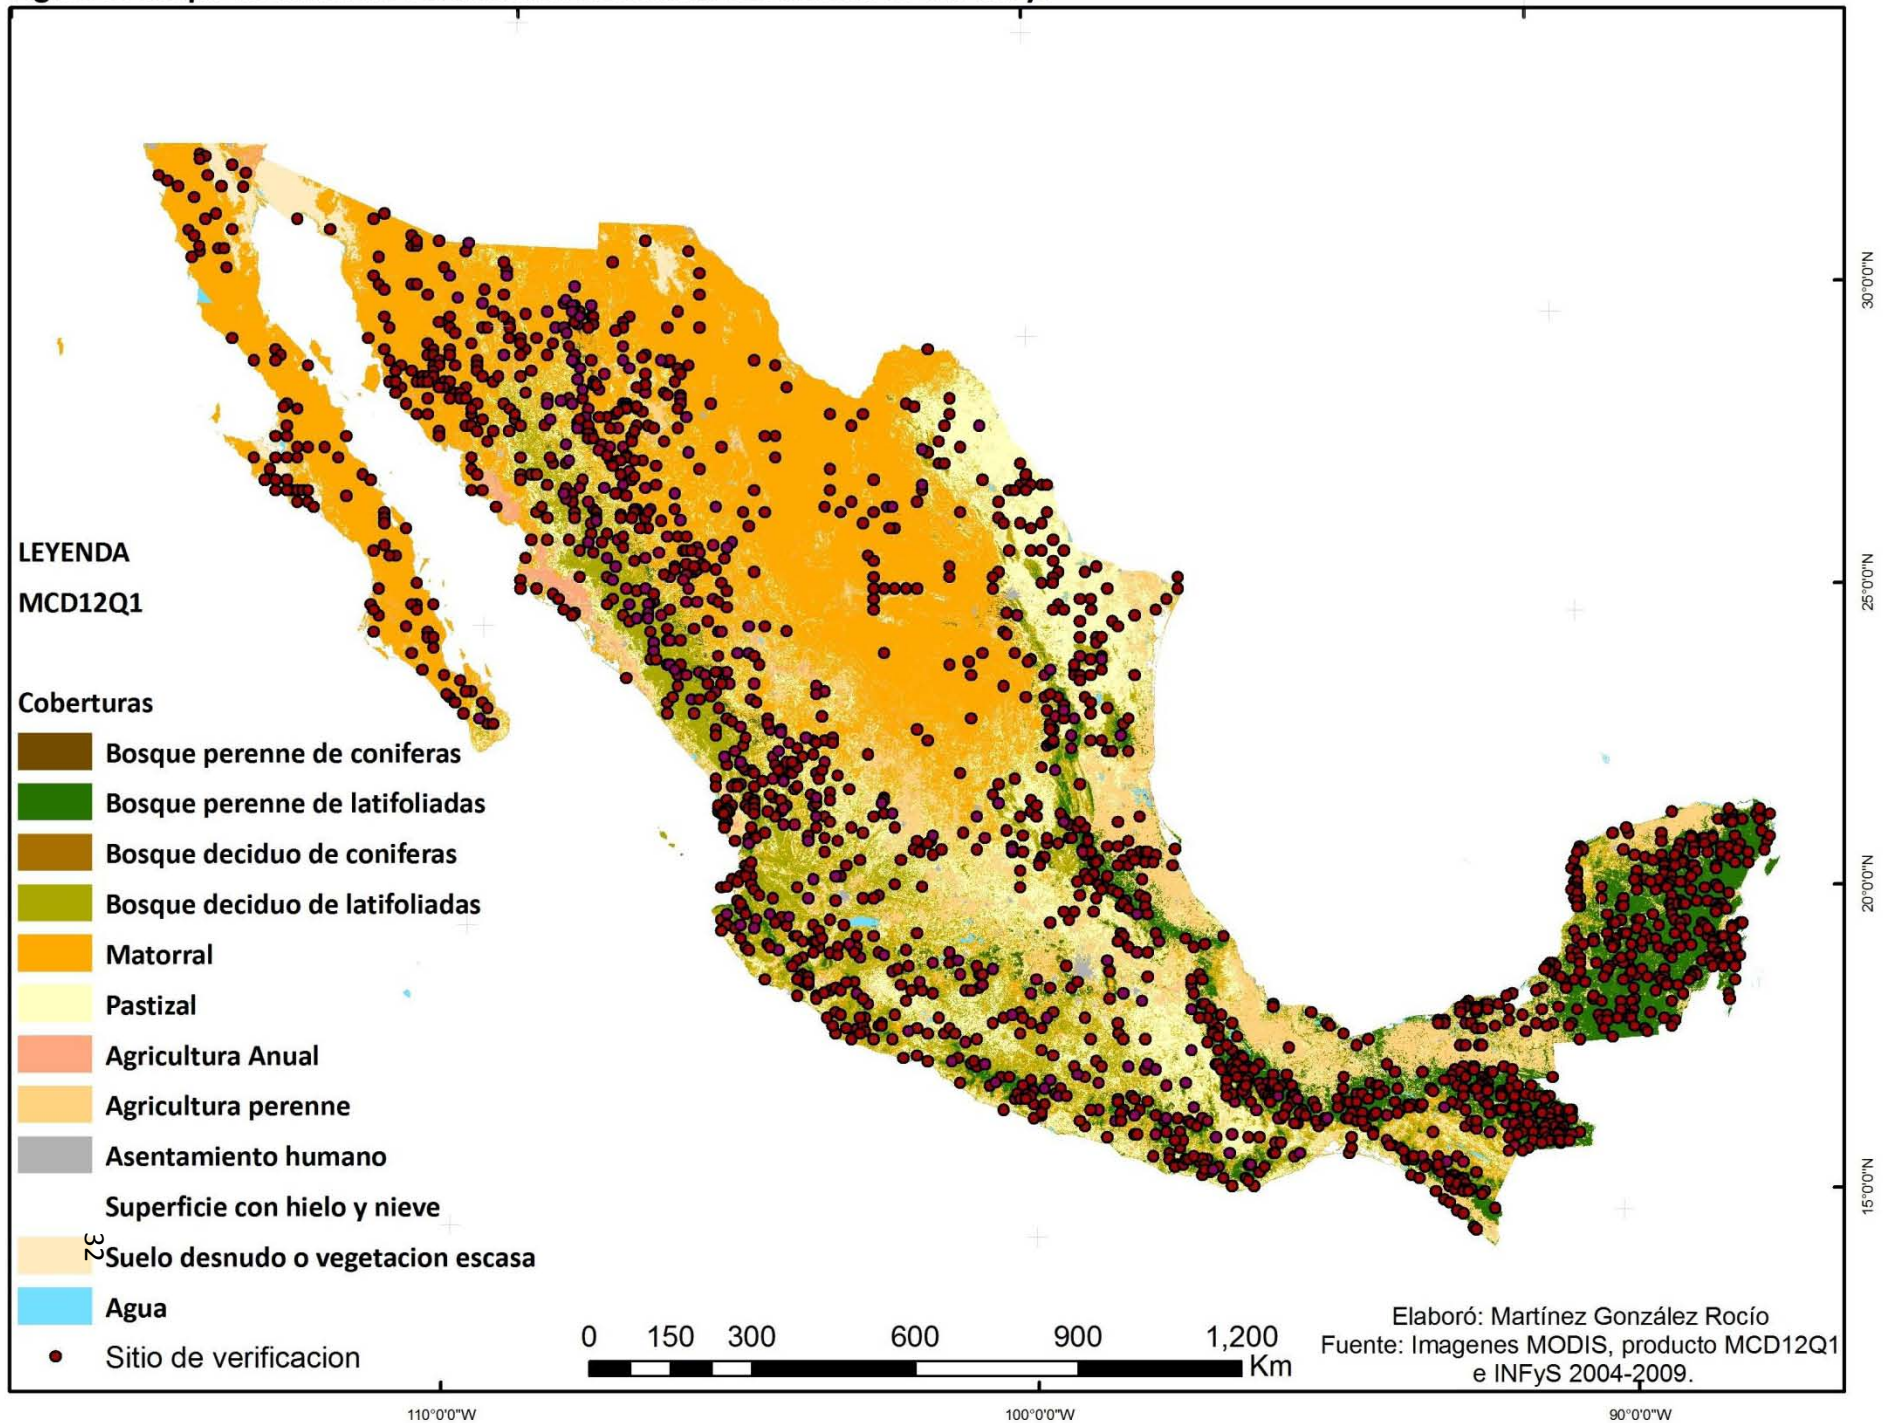 LEYENDA
MCD12Q1
Coberturas
Bosque perenne de coniferas
Bosque perenne de latifoliadas
Bosque deciduo de coniferas
Bosque deciduo de latifoliadas
Matorral
Pastizal
Agricultura Anual
Agricultura perenne
Asentamiento humano
Superficie con hielo y nieve
32
Suelo desnudo o vegetacion escasa
Agua
Sitio de verificacion
0 150 300 600 900 1,200
Km
Elaboró: Martínez González Rocío
Fuente: Imagenes MODIS, producto MCD12Q1
e INFyS 2004-2009.
30°0'0"N
25°0'0"N
20°0'0"N
15°0'0"N
110°0'0"W
100°0'0"W
90°0'0"W